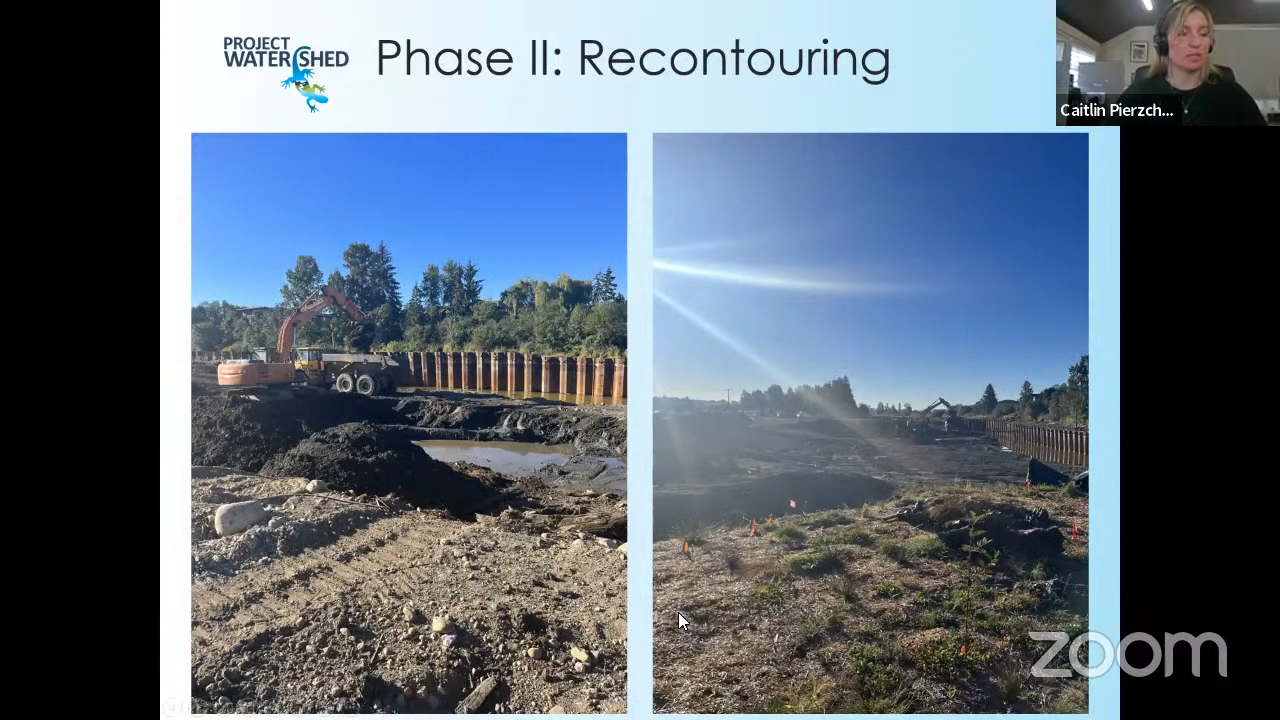 PROJECT
WATERSHED
Phase II: Recontouring
Caitlin Pierzch...
zoom